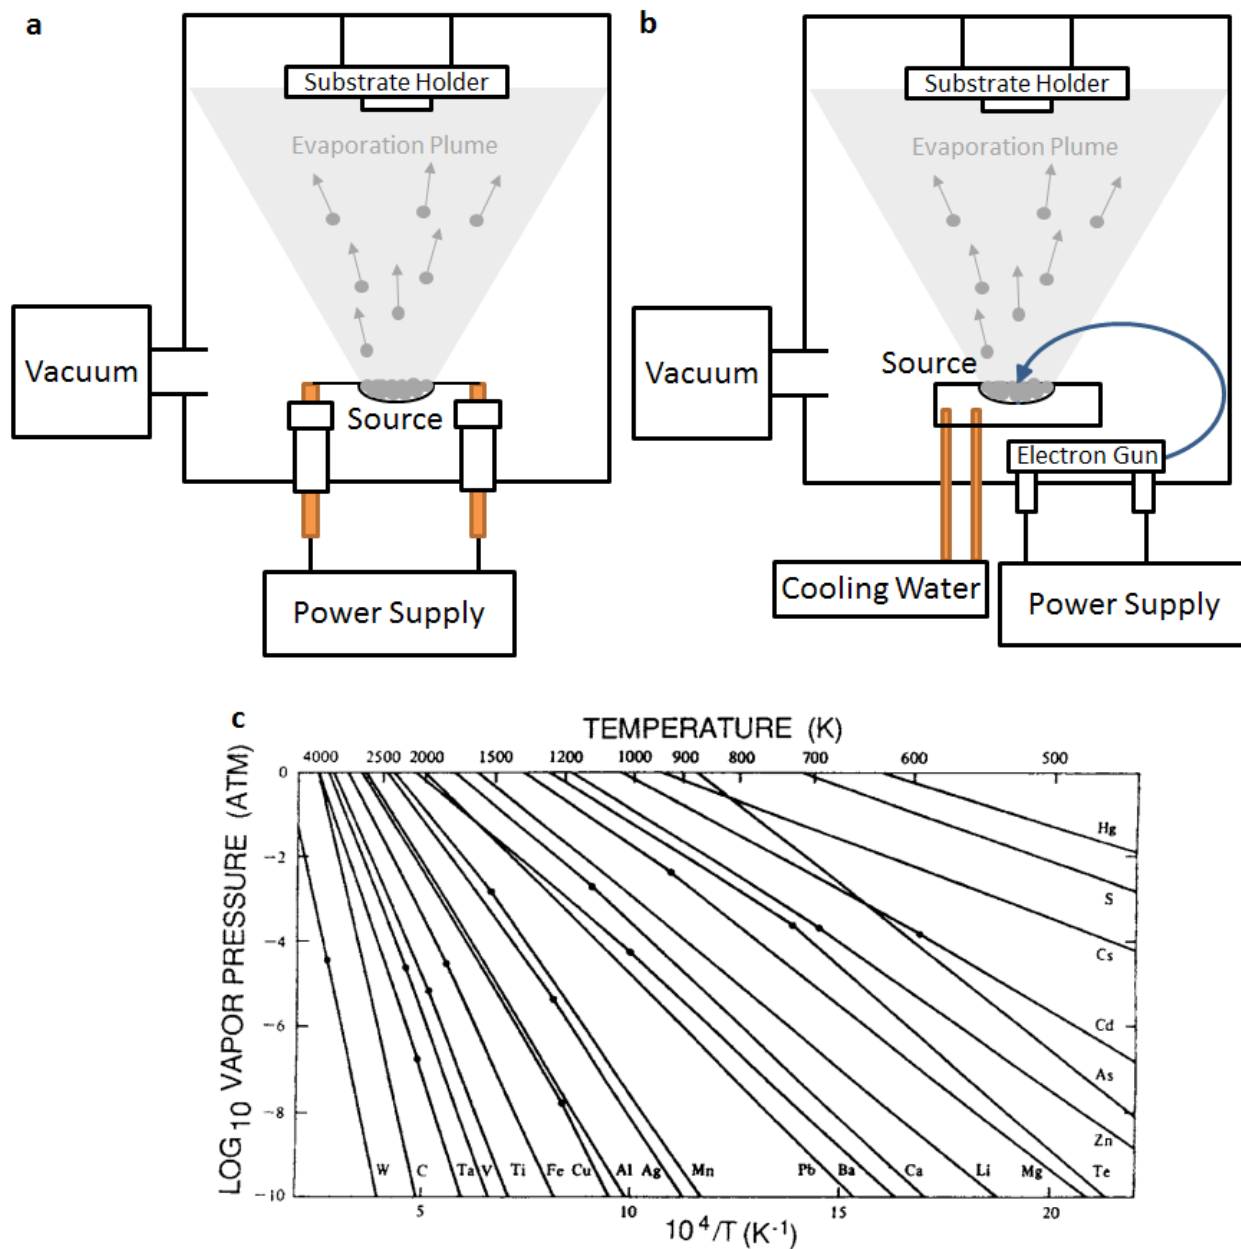 a
Substrate Holder
Evaporation Plume
Vacuum
Source
Power Supply
b
Substrate Holder
Evaporation Plume
Vacuum
Source
Electron Gun
Cooling Water
Power Supply
c
TEMPERATURE (K)
4000 2500 2000 1500 1200 1000 900 800 700 600 500
LOG10 VAPOR PRESSURE (ATM)
0
−2
−4
−6
−8
−10
Hg
S
Cs
Cd
As
Zn
W C Ta V Ti Fe Cu Al Ag Mn Pb Ba Ca Li Mg Te
5 10 15 20
10⁴/T (K⁻¹)